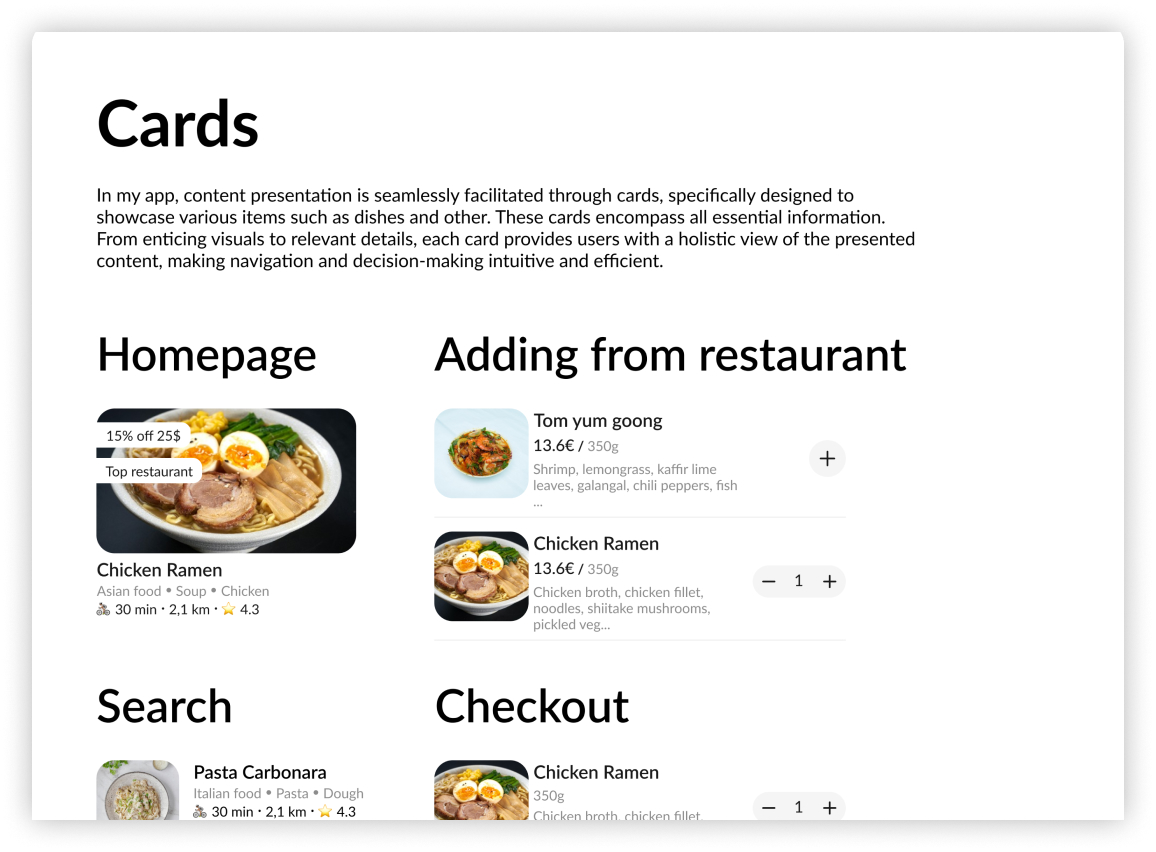 Cards
In my app, content presentation is seamlessly facilitated through cards, specifically designed to
showcase various items such as dishes and other. These cards encompass all essential information.
From enticing visuals to relevant details, each card provides users with a holistic view of the presented
content, making navigation and decision-making intuitive and efficient.
Homepage
15% off 25$
Top restaurant
Chicken Ramen
Asian food • Soup • Chicken
30 min · 2,1 km · ⭐ 4.3
Adding from restaurant
Tom yum goong
13.6€ / 350g
Shrimp, lemongrass, kaffir lime
leaves, galangal, chili peppers, fish
...
+
Chicken Ramen
13.6€ / 350g
Chicken broth, chicken fillet,
noodles, shiitake mushrooms,
pickled veg...
− 1 +
Search
Pasta Carbonara
Italian food • Pasta • Dough
30 min · 2,1 km · ⭐ 4.3
Checkout
Chicken Ramen
350g
Chicken broth, chicken fillet,
− 1 +